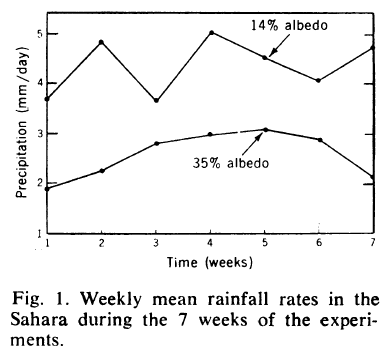 5
4
3
2
1
Precipitation (mm/day)
14% albedo
35% albedo
1 2 3 4 5 6 7
Time (weeks)
Fig. 1. Weekly mean rainfall rates in the
Sahara during the 7 weeks of the experi-
ments.